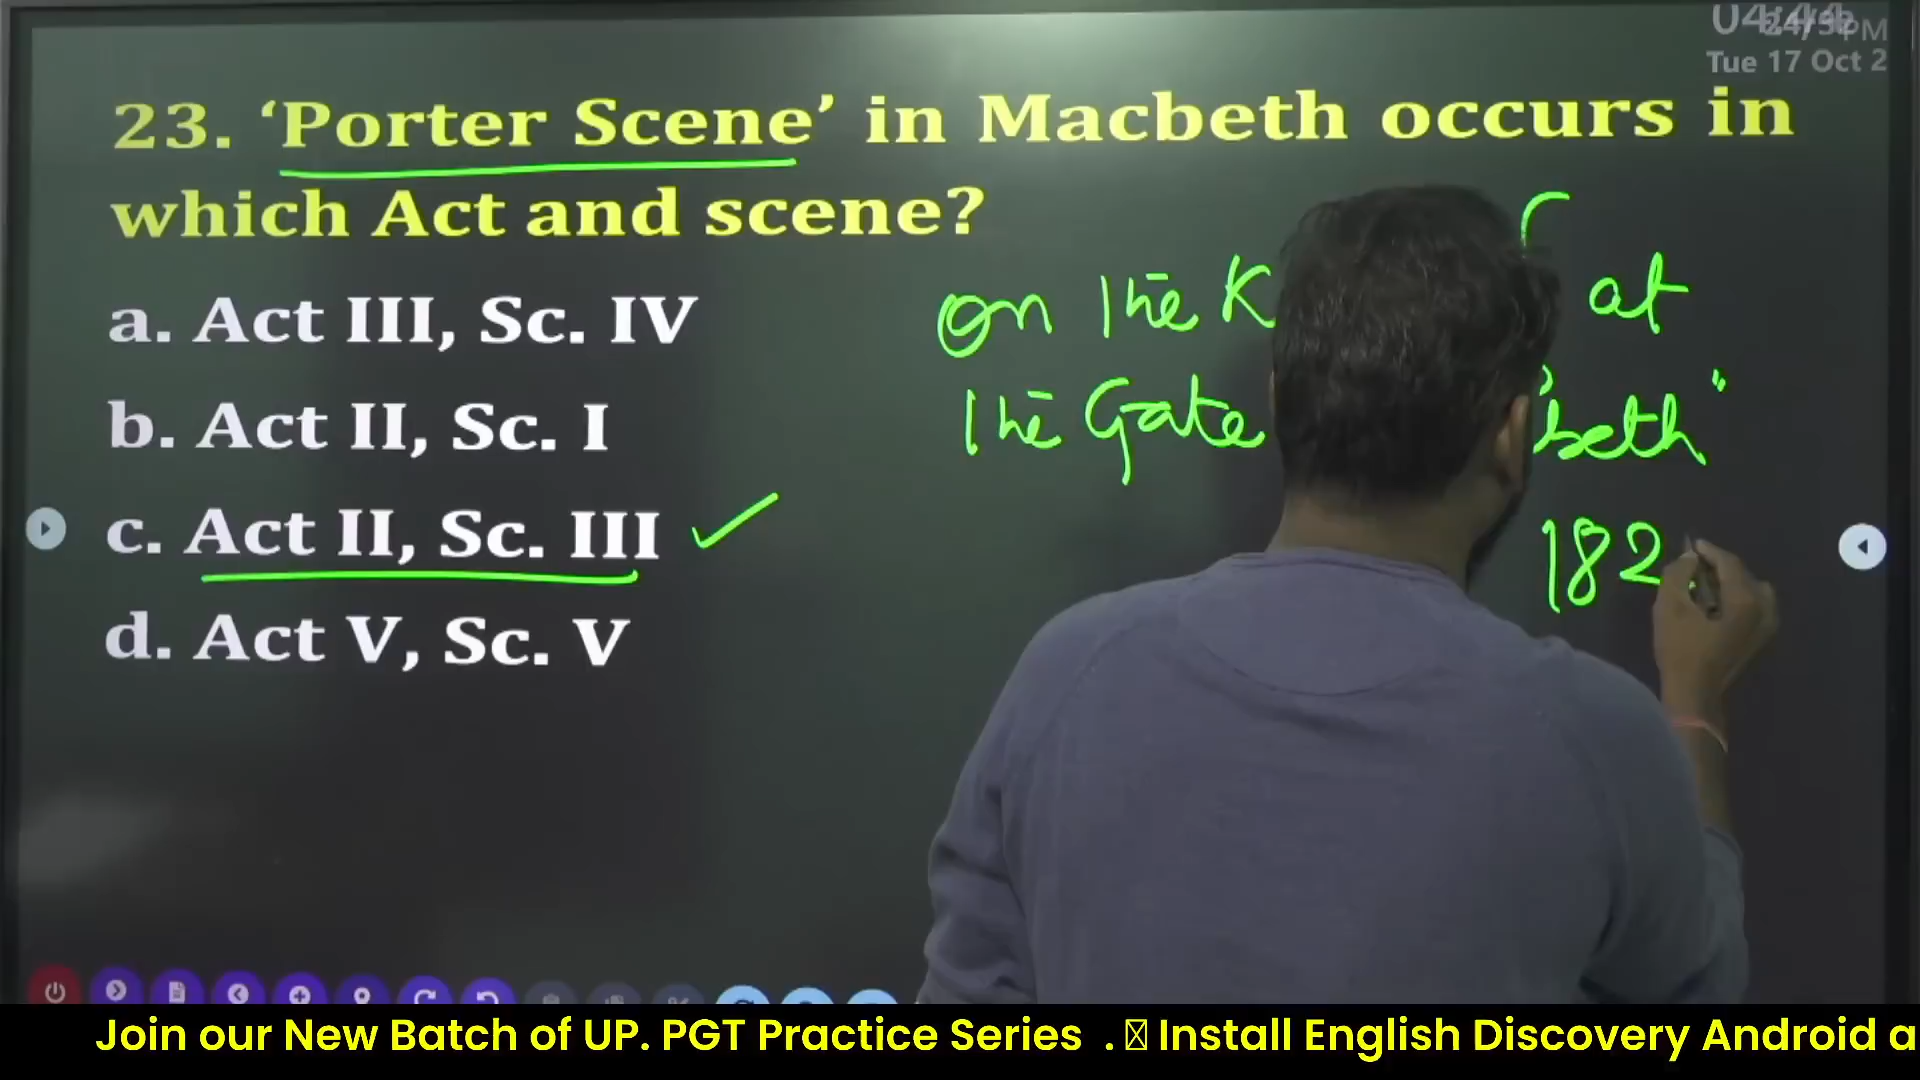 Tue 17 Oct 2
23. ‘Porter Scene’ in Macbeth occurs in
which Act and scene?
a. Act III, Sc. IV
b. Act II, Sc. I
c. Act II, Sc. III
d. Act V, Sc. V
on the K at
the Gate beth"
182
Join our New Batch of UP. PGT Practice Series . Install English Discovery Android a